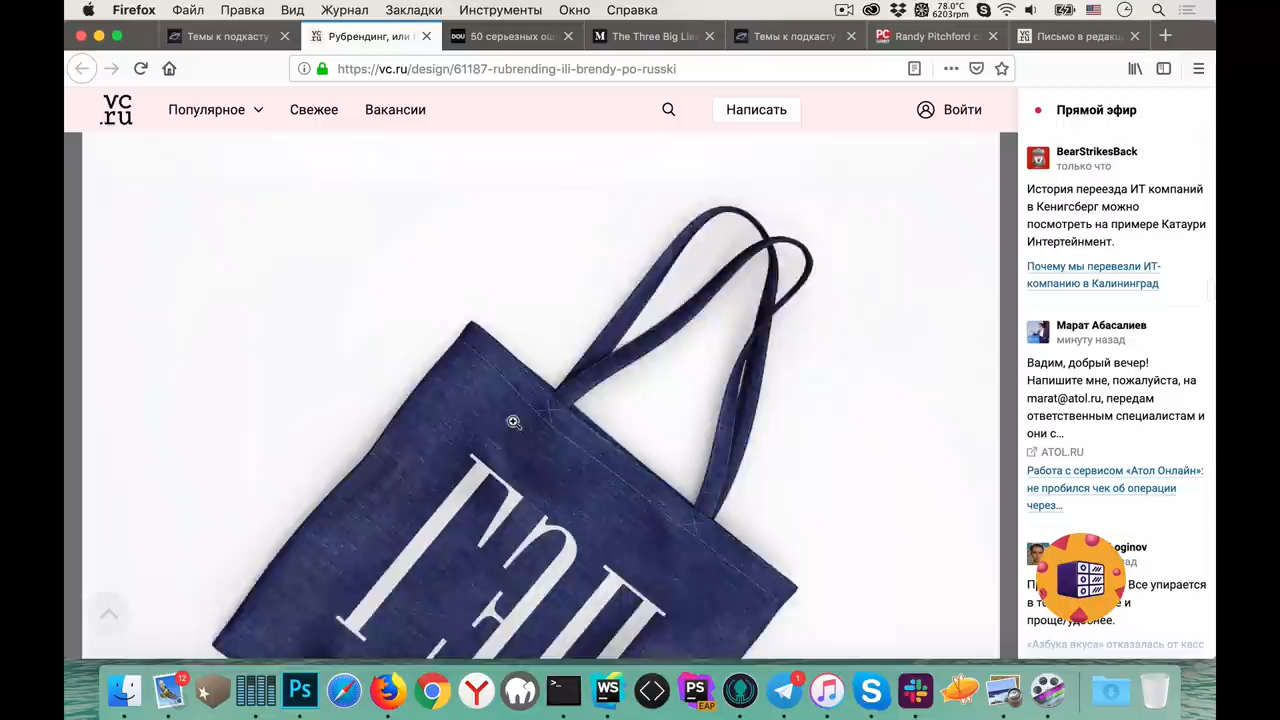 Firefox Файл Правка Вид Журнал Закладки Инструменты Окно Справка
78.0°C
6203rpm
Темы к подкасту
Рубрендинг, или
DOU
50 серьезных ош
The Three Big Lie
Темы к подкасту
Randy Pitchford c
Письмо в редакц
https://vc.ru/design/61187-rubrending-ili-brendy-po-russki
vc
.ru
Популярное Свежее Вакансии
Написать
Войти
Прямой эфир
BearStrikesBack
только что
История переезда ИТ компаний
в Кенигсберг можно
посмотреть на примере Катаури
Интертейнмент.
Почему мы перевезли ИТ-
компанию в Калининград
Марат Абасалиев
минуту назад
Вадим, добрый вечер!
Напишите мне, пожалуйста, на
marat@atol.ru, передам
ответственным специалистам и
они с...
ATOL.RU
Работа с сервисом «Атол Онлайн»:
не пробился чек об операции
через...
Loginov
Все упирается
и
проще/удобнее.
«Азбука вкуса» отказалась от касс
12
Ps
WS
PS
EAP
1